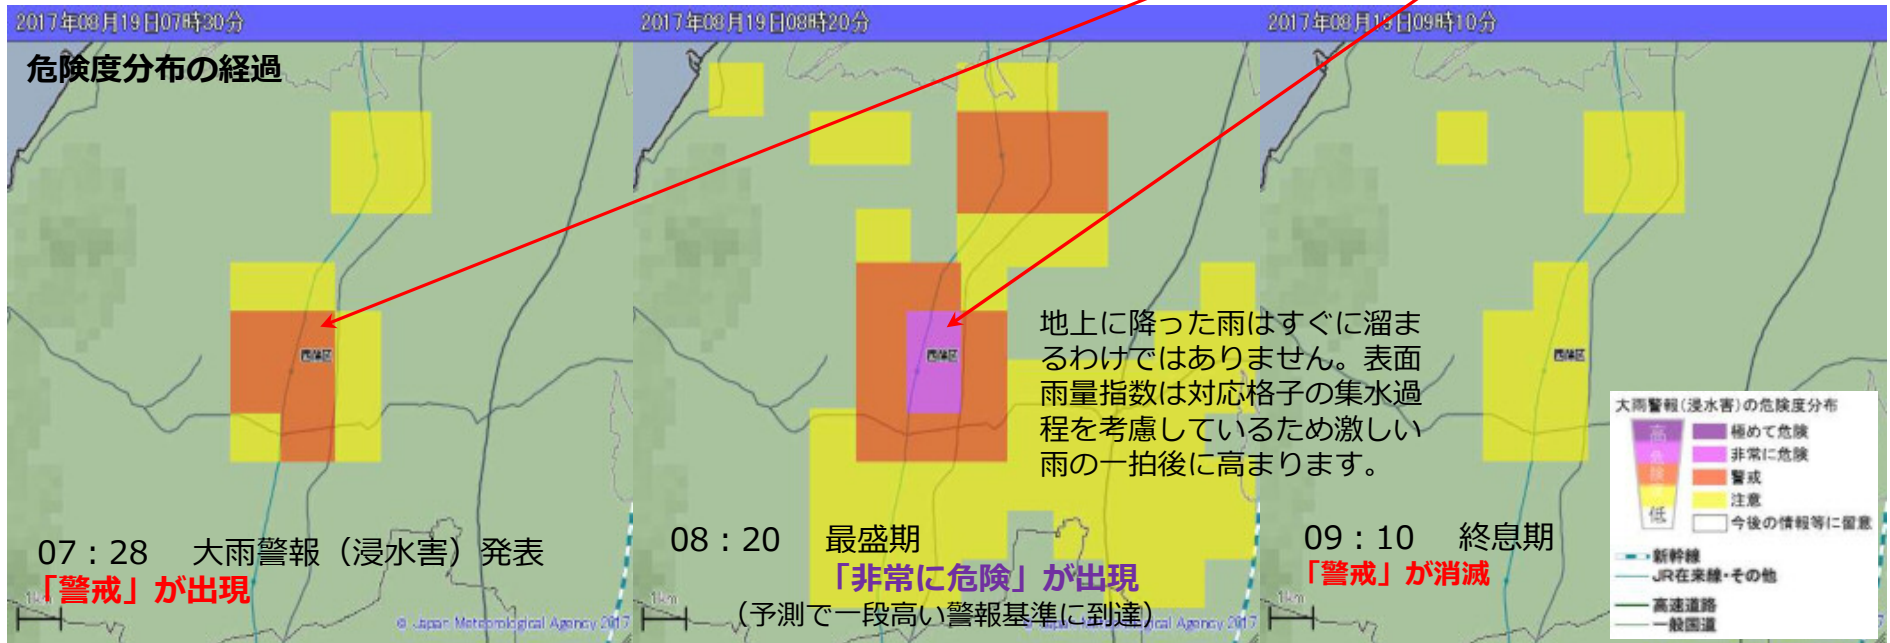 2017年08月19日07時30分
2017年08月19日08時20分
2017年08月19日09時10分
危険度分布の経過
西蒲区
西蒲区
西蒲区
地上に降った雨はすぐに溜ま
るわけではありません。表面
雨量指数は対応格子の集水過
程を考慮しているため激しい
雨の一拍後に高まります。
07：28　大雨警報（浸水害）発表
「警戒」が出現
1km
© Japan Meteorological Agency 2017
08：20　最盛期
「非常に危険」が出現
（予測で一段高い警報基準に到達）
1km
Meteorological Agency 2017
09：10　終息期
「警戒」が消滅
1km
大雨警報(浸水害)の危険度分布
高
危
険
度
低
極めて危険
非常に危険
警戒
注意
今後の情報等に留意
新幹線
JR在来線・その他
高速道路
一般国道
7